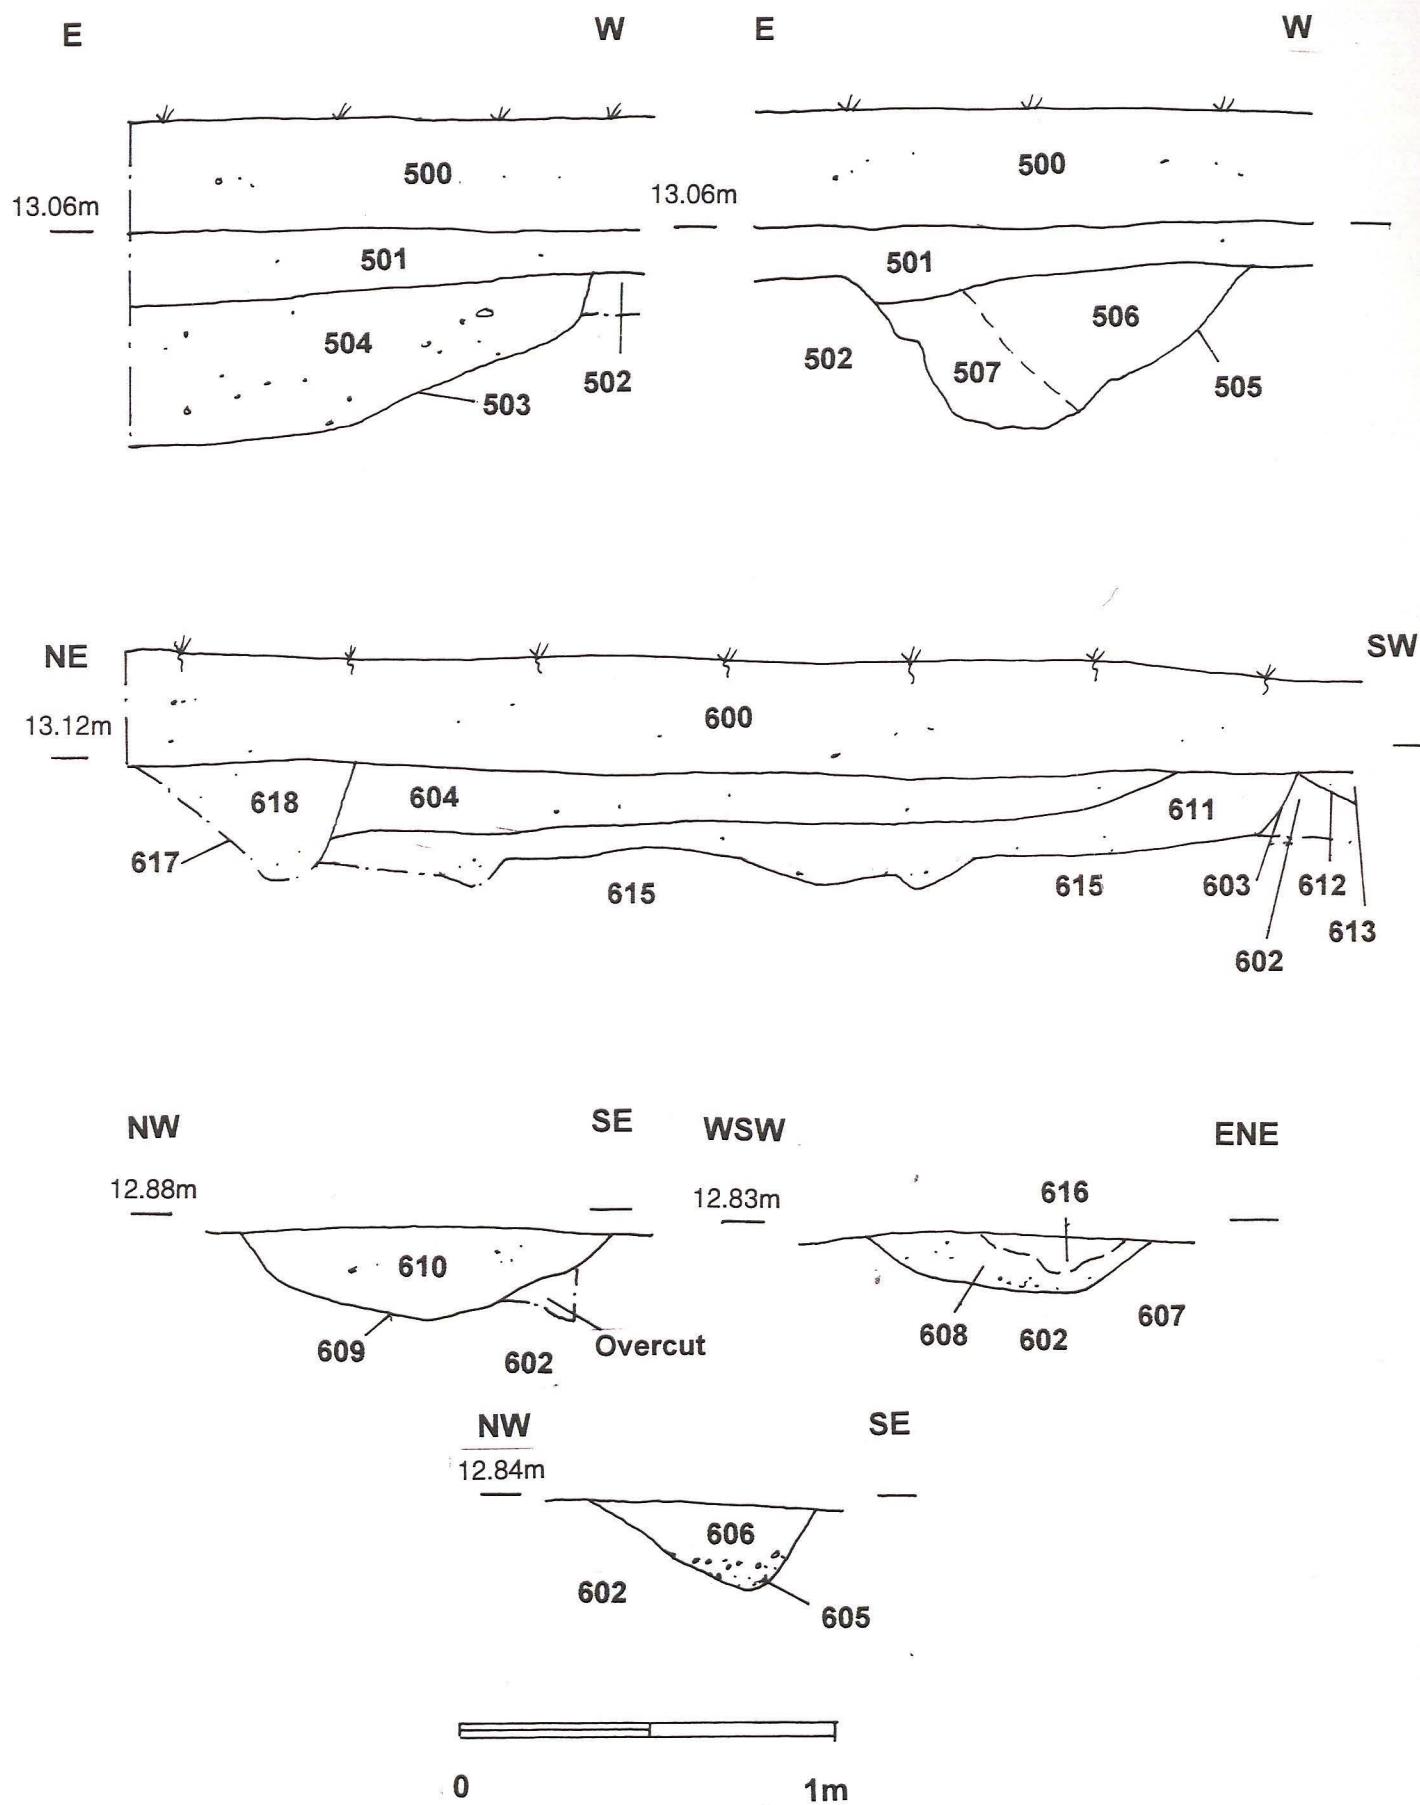 E W E W
500 500
13.06m 13.06m
501 501
504 506
502 507
502 503 505
NE SW
600
13.12m
618 604 611
617 615 615 603 612
613
602
NW SE WSW ENE
12.88m 12.83m 616
610
609 602 Overcut 608 602 607
NW SE
12.84m
606
602 605
0 1m